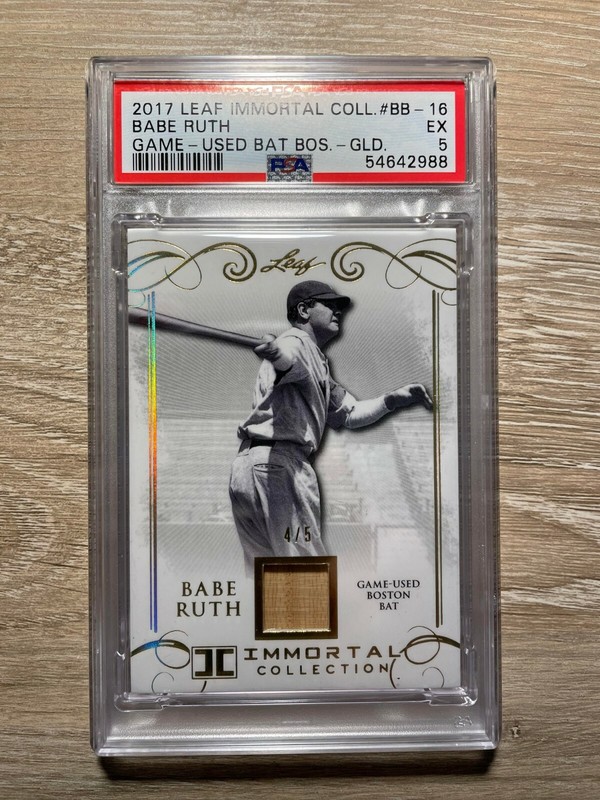 2017 LEAF IMMORTAL COLL. #BB-16
BABE RUTH EX
GAME-USED BAT BOS.-GLD. 5
PSA 54642988
Leaf
4/5
BABE
RUTH
GAME-USED
BOSTON
BAT
IMMORTAL
COLLECTION